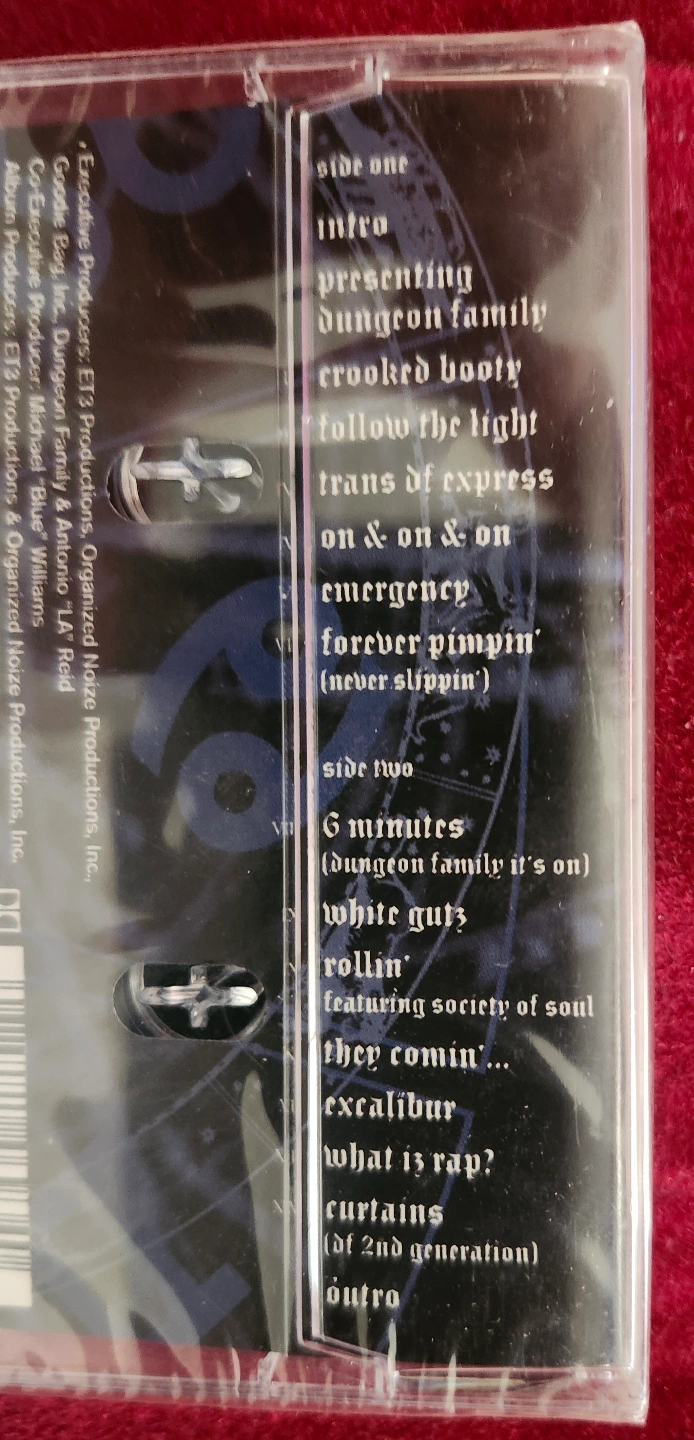 side one
intro
presenting
dungeon family
crooked booty
follow the light
trans df express
on & on & on
emergency
forever pimpin'
(never slippin')
side two
6 minutes
(dungeon family it's on)
white gutz
rollin'
featuring society of soul
they comin'...
excalibur
what iz rap?
curtains
(df 2nd generation)
outro
Executive Producers: ET3 Productions, Organized Noize Productions, Inc.,
Goodie Bag, Inc., Dungeon Family & Antonio "LA" Reid
Co-Executive Producer: Michael "Blue" Williams
Album Producers: ET3 Productions & Organized Noize Productions, Inc.